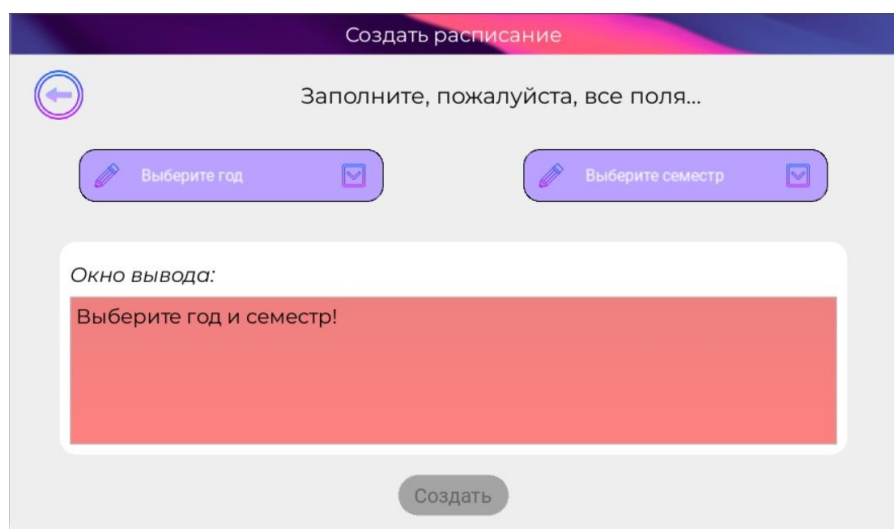 Создать расписание
Заполните, пожалуйста, все поля...
Выберите год
Выберите семестр
Окно вывода:
Выберите год и семестр!
Создать